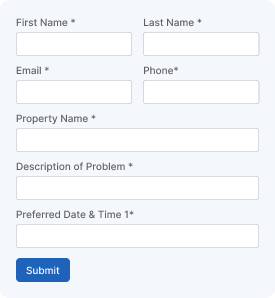 First Name * Last Name *
Email * Phone*
Property Name *
Description of Problem *
Preferred Date & Time 1*
Submit